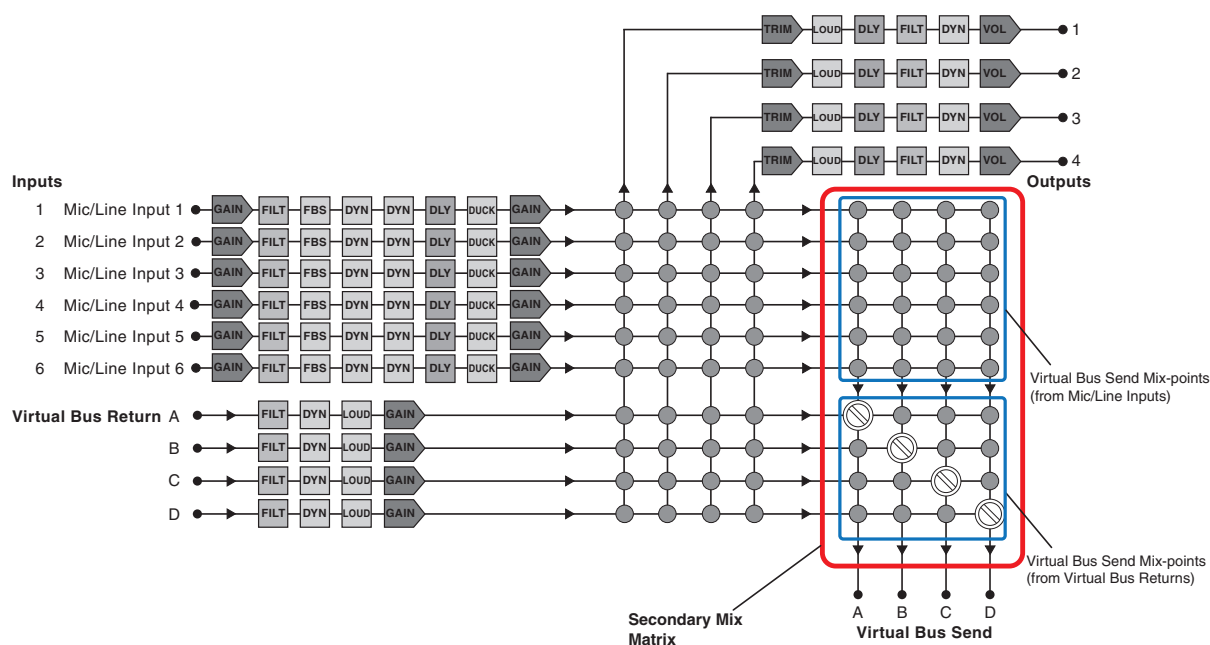 TRIM LOUD DLY FILT DYN VOL 1
TRIM LOUD DLY FILT DYN VOL 2
TRIM LOUD DLY FILT DYN VOL 3
TRIM LOUD DLY FILT DYN VOL 4
Outputs
Inputs
1 Mic/Line Input 1 GAIN FILT FBS DYN DYN DLY DUCK GAIN
2 Mic/Line Input 2 GAIN FILT FBS DYN DYN DLY DUCK GAIN
3 Mic/Line Input 3 GAIN FILT FBS DYN DYN DLY DUCK GAIN
4 Mic/Line Input 4 GAIN FILT FBS DYN DYN DLY DUCK GAIN
5 Mic/Line Input 5 GAIN FILT FBS DYN DYN DLY DUCK GAIN
6 Mic/Line Input 6 GAIN FILT FBS DYN DYN DLY DUCK GAIN
Virtual Bus Send Mix-points
(from Mic/Line Inputs)
Virtual Bus Return A FILT DYN LOUD GAIN
B FILT DYN LOUD GAIN
C FILT DYN LOUD GAIN
D FILT DYN LOUD GAIN
Virtual Bus Send Mix-points
(from Virtual Bus Returns)
A B C D
Virtual Bus Send
Secondary Mix
Matrix